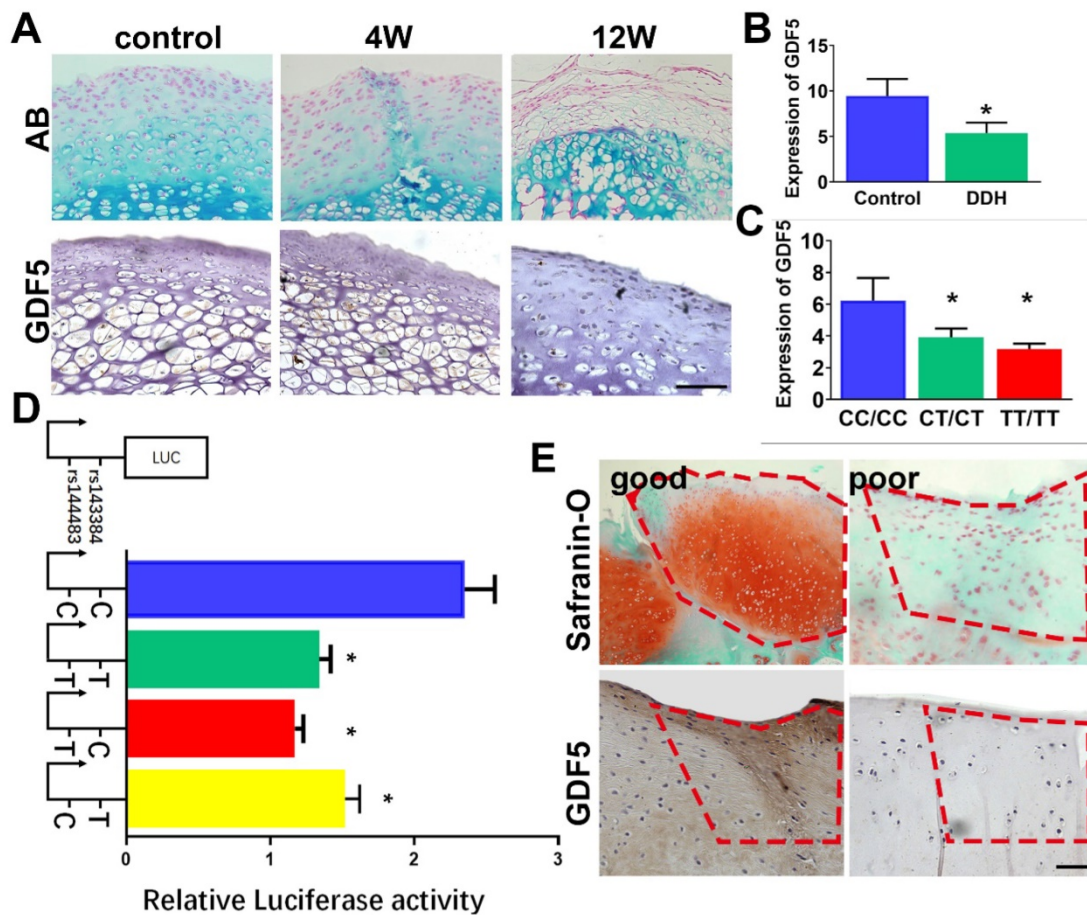 A
control
4W
12W
AB
GDF5
B
Expression of GDF5
15
10
5
0
*
Control
DDH
C
Expression of GDF5
8
6
4
2
0
*
*
CC/CC
CT/CT
TT/TT
D
LUC
rs144483
rs143384
C C
T T
T C
C T
*
*
*
0
1
2
3
Relative Luciferase activity
E
good
poor
Safranin-O
GDF5